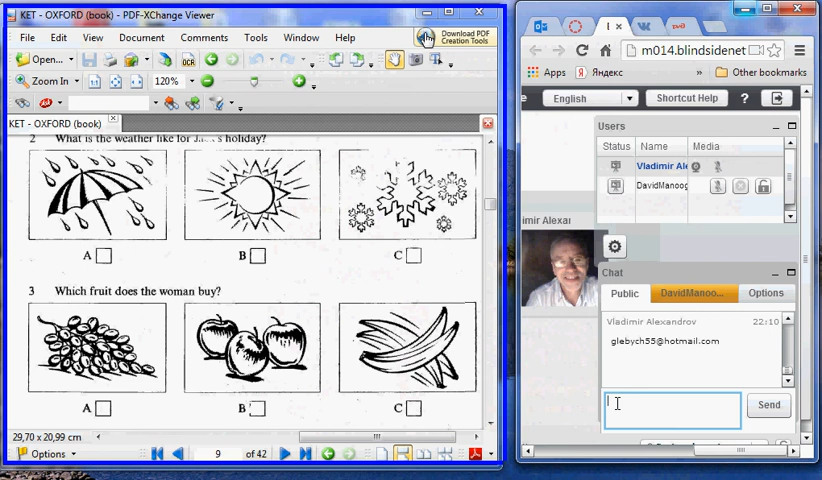 KET - OXFORD (book) - PDF-XChange Viewer
File Edit View Document Comments Tools Window Help
Download PDF
Creation Tools
Open...
OCR
Zoom In
120%
KET - OXFORD (book)
2 What is the weather like for holiday?
A B C
3 Which fruit does the woman buy?
A B C
29,70 x 20,99 cm
Options 9 of 42
m014.blindsidenet
Apps Яндекс Other bookmarks
e English Shortcut Help ?
Users
Status Name Media
Vladimir Ale
DavidManoog
imir Alexar
Chat
Public DavidManoo... Options
Vladimir Alexandrov 22:10
glebych55@hotmail.com
Send